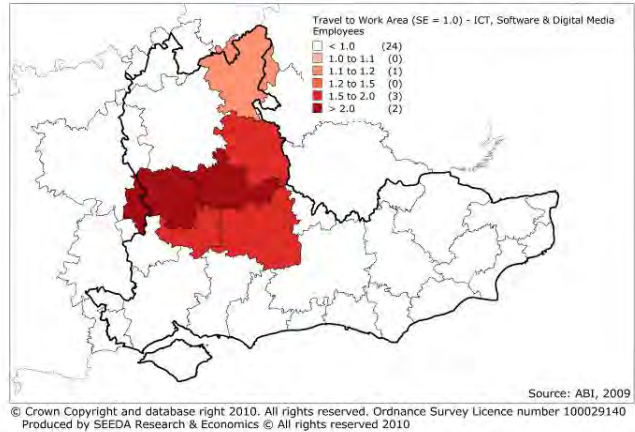 Travel to Work Area (SE = 1.0) - ICT, Software & Digital Media
Employees
< 1.0 (24)
1.0 to 1.1 (0)
1.1 to 1.2 (1)
1.2 to 1.5 (0)
1.5 to 2.0 (3)
> 2.0 (2)
Source: ABI, 2009
© Crown Copyright and database right 2010. All rights reserved. Ordnance Survey Licence number 100029140
Produced by SEEDA Research & Economics © All rights reserved 2010